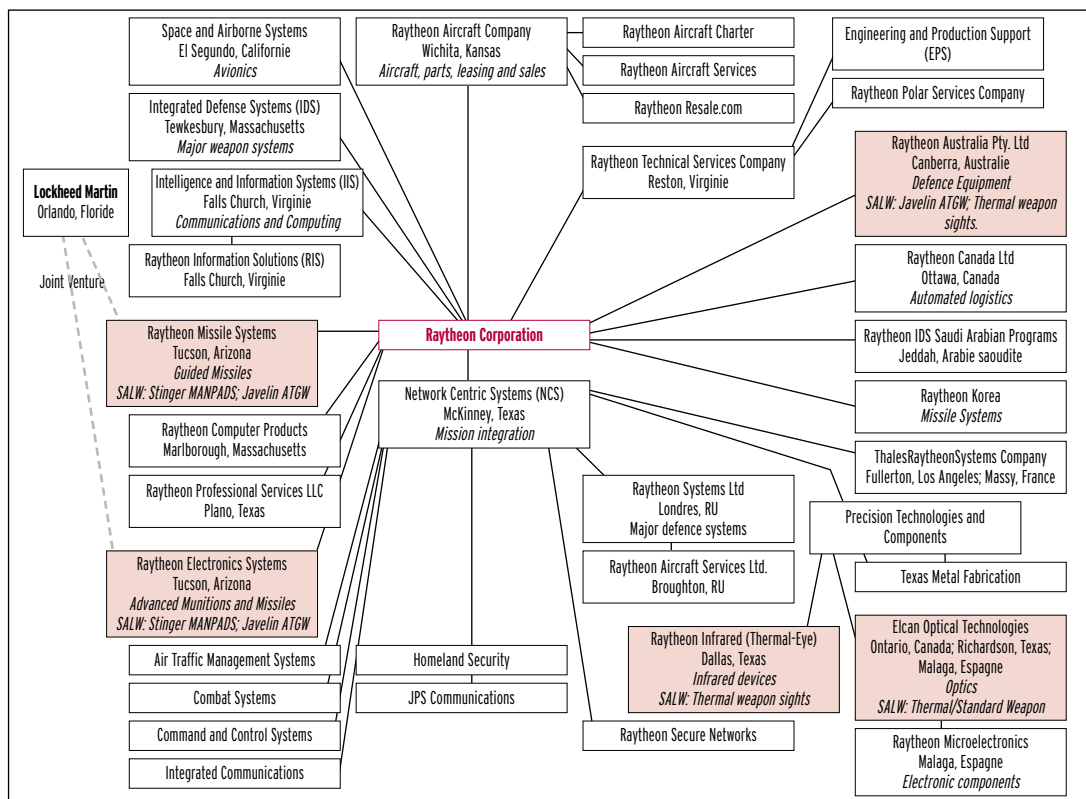 Space and Airborne Systems
El Segundo, Californie
Avionics
Raytheon Aircraft Company
Wichita, Kansas
Aircraft, parts, leasing and sales
Raytheon Aircraft Charter
Raytheon Aircraft Services
Raytheon Resale.com
Engineering and Production Support
(EPS)
Raytheon Polar Services Company
Integrated Defense Systems (IDS)
Tewkesbury, Massachusetts
Major weapon systems
Raytheon Technical Services Company
Reston, Virginie
Raytheon Australia Pty. Ltd
Canberra, Australie
Defence Equipment
SALW: Javelin ATGW; Thermal weapon
sights.
Lockheed Martin
Orlando, Floride
Intelligence and Information Systems (IIS)
Falls Church, Virginie
Communications and Computing
Raytheon Information Solutions (RIS)
Falls Church, Virginie
Joint Venture
Raytheon Canada Ltd
Ottawa, Canada
Automated logistics
Raytheon Missile Systems
Tucson, Arizona
Guided Missiles
SALW: Stinger MANPADS; Javelin ATGW
Raytheon Corporation
Raytheon IDS Saudi Arabian Programs
Jeddah, Arabie saoudite
Network Centric Systems (NCS)
McKinney, Texas
Mission integration
Raytheon Korea
Missile Systems
Raytheon Computer Products
Marlborough, Massachusetts
ThalesRaytheonSystems Company
Fullerton, Los Angeles; Massy, France
Raytheon Professional Services LLC
Plano, Texas
Raytheon Systems Ltd
Londres, RU
Major defence systems
Precision Technologies and
Components
Raytheon Electronics Systems
Tucson, Arizona
Advanced Munitions and Missiles
SALW: Stinger MANPADS; Javelin ATGW
Raytheon Aircraft Services Ltd.
Broughton, RU
Texas Metal Fabrication
Raytheon Infrared (Thermal-Eye)
Dallas, Texas
Infrared devices
SALW: Thermal weapon sights
Elcan Optical Technologies
Ontario, Canada; Richardson, Texas;
Malaga, Espagne
Optics
SALW: Thermal/Standard Weapon
Air Traffic Management Systems
Homeland Security
Combat Systems
JPS Communications
Command and Control Systems
Raytheon Secure Networks
Integrated Communications
Raytheon Microelectronics
Malaga, Espagne
Electronic components